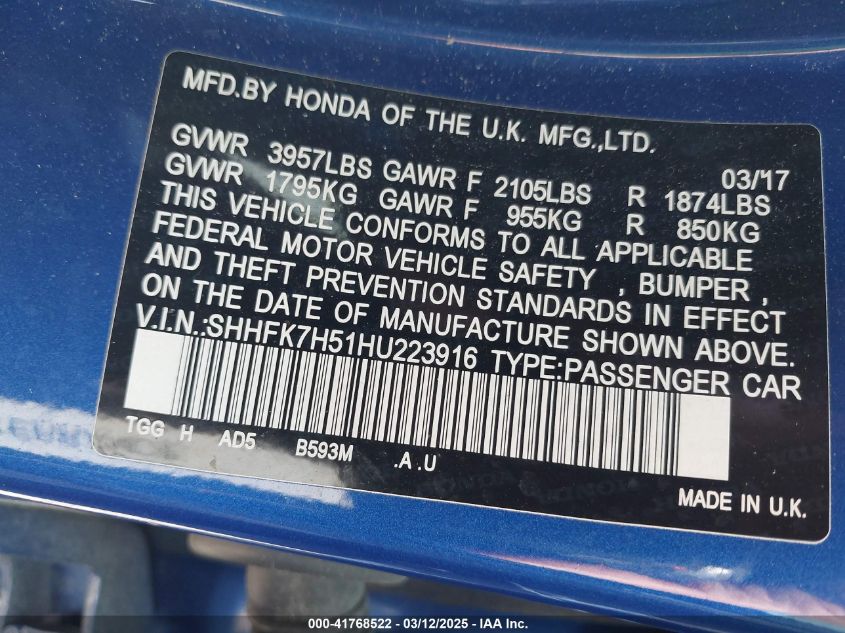 MFD.BY HONDA OF THE U.K. MFG.,LTD.
03/'17
GVWR 3957LBS GAWR F 2105LBS R 1874LBS
GVWR 1795KG GAWR F 955KG R 850KG
THIS VEHICLE CONFORMS TO ALL APPLICABLE
FEDERAL MOTOR VEHICLE SAFETY , BUMPER ,
AND THEFT PREVENTION STANDARDS IN EFFECT
ON THE DATE OF MANUFACTURE SHOWN ABOVE.
V.I.N.:SHHFK7H51HU223916 TYPE:PASSENGER CAR
TGG H AD5 B593M .A .U
MADE IN U.K.
000-41768522 - 03/12/2025 - IAA Inc.